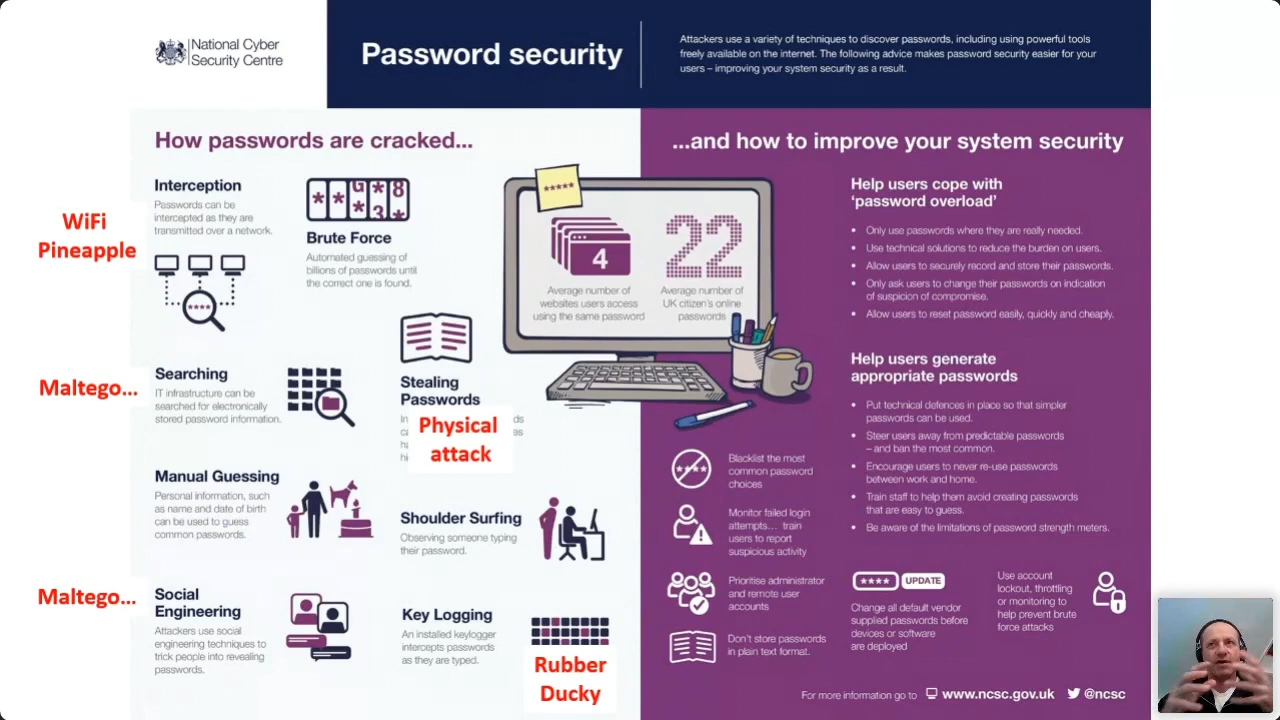 National Cyber
Security Centre
Password security
Attackers use a variety of techniques to discover passwords, including using powerful tools
freely available on the internet. The following advice makes password security easier for your
users – improving your system security as a result.
How passwords are cracked...
Interception
Passwords can be
intercepted as they are
transmitted over a network.
WiFi
Pineapple
Brute Force
Automated guessing of
billions of passwords until
the correct one is found.
Searching
IT infrastructure can be
searched for electronically
stored password information.
Maltego...
Stealing
Passwords
Physical
attack
Manual Guessing
Personal information, such
as name and date of birth
can be used to guess
common passwords.
Shoulder Surfing
Observing someone typing
their password.
Maltego...
Social
Engineering
Attackers use social
engineering techniques to
trick people into revealing
passwords.
Key Logging
An installed keylogger
intercepts passwords
as they are typed.
Rubber
Ducky
*****
4
Average number of
websites users access
using the same password
22
Average number of
UK citizen's online
passwords
...and how to improve your system security
Help users cope with
'password overload'
• Only use passwords where they are really needed.
• Use technical solutions to reduce the burden on users.
• Allow users to securely record and store their passwords.
• Only ask users to change their passwords on indication
of suspicion of compromise.
• Allow users to reset password easily, quickly and cheaply.
Help users generate
appropriate passwords
• Put technical defences in place so that simpler
passwords can be used.
• Steer users away from predictable passwords
– and ban the most common.
• Encourage users to never re-use passwords
between work and home.
• Train staff to help them avoid creating passwords
that are easy to guess.
• Be aware of the limitations of password strength meters.
Blacklist the most
common password
choices
Monitor failed login
attempts... train
users to report
suspicious activity
Prioritise administrator
and remote user
accounts
Don't store passwords
in plain text format.
**** UPDATE
Change all default vendor
supplied passwords before
devices or software
are deployed
Use account
lockout, throttling
or monitoring to
help prevent brute
force attacks
For more information go to www.ncsc.gov.uk @ncsc